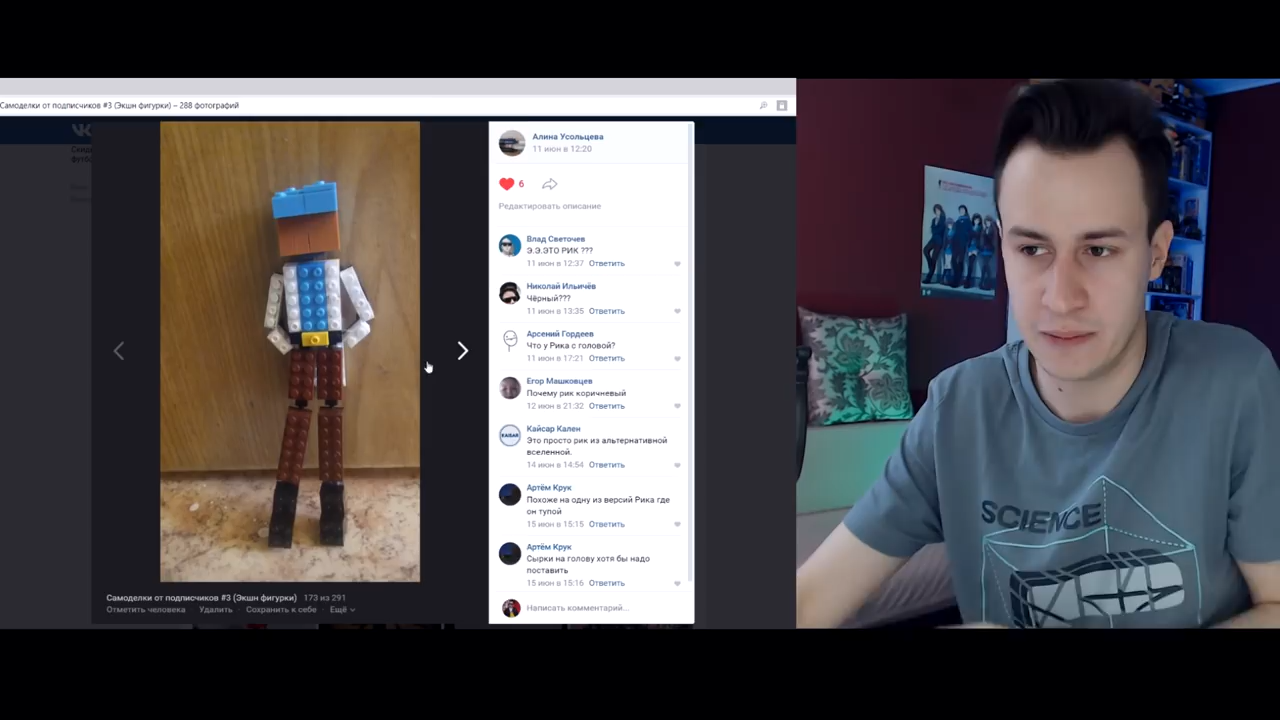 Самоделки от подписчиков #3 (Экшн фигурки) – 288 фотографий
Алина Усольцева
11 июн в 12:20
6
Редактировать описание
Влад Светочев
Э.Э.ЭТО РИК ???
11 июн в 12:37 Ответить
Николай Ильичёв
Чёрный???
11 июн в 13:35 Ответить
Арсений Гордеев
Что у Рика с головой?
11 июн в 17:21 Ответить
Егор Машковцев
Почему рик коричневый
12 июн в 21:32 Ответить
KAISAR
Кайсар Кален
Это просто рик из альтернативной
вселенной.
14 июн в 14:54 Ответить
Артём Крук
Похоже на одну из версий Рика где
он тупой
15 июн в 15:15 Ответить
Артём Крук
Сырки на голову хотя бы надо
поставить
15 июн в 15:16 Ответить
Написать комментарий...
Самоделки от подписчиков #3 (Экшн фигурки) 173 из 291
Отметить человека Удалить Сохранить к себе Ещё
SCIENCE